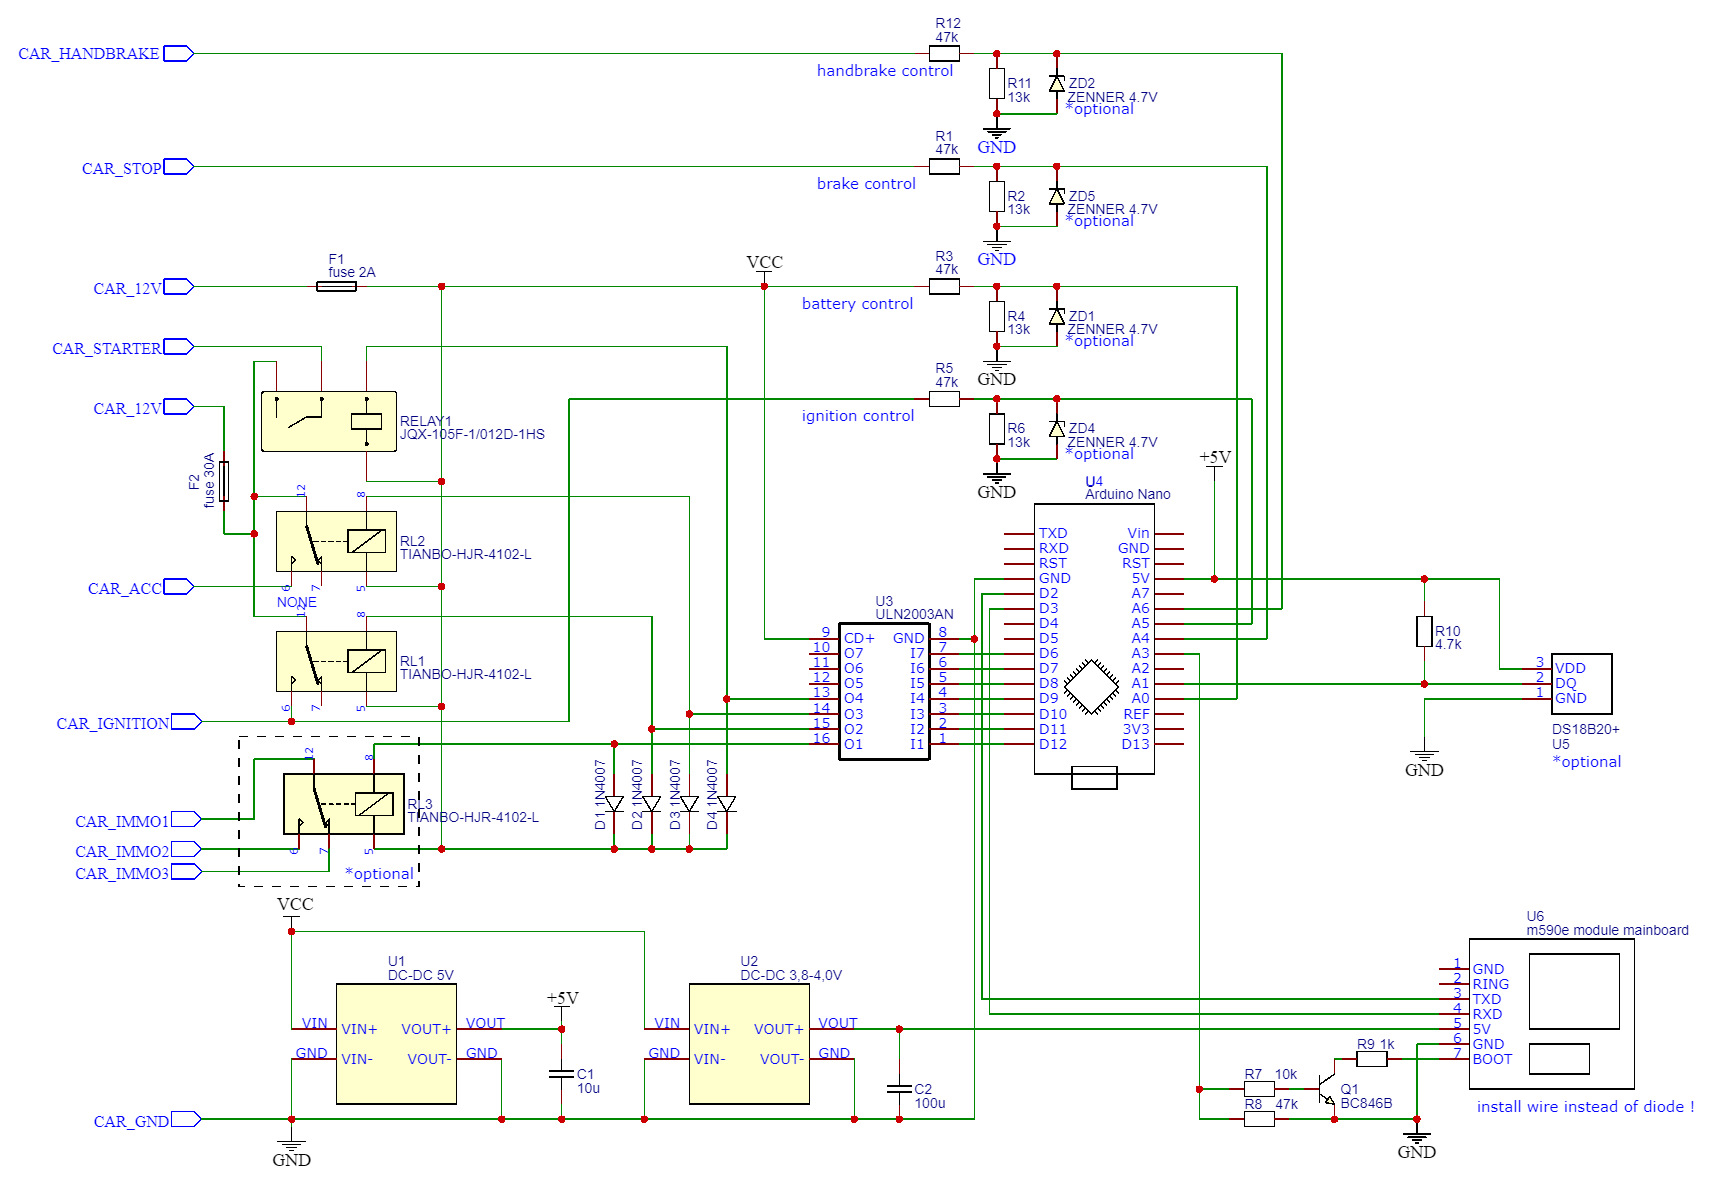 R12
47k
CAR_HANDBRAKE
handbrake control
R11
13k
ZD2
ZENNER 4.7V
*optional
GND
R1
47k
CAR_STOP
brake control
R2
13k
ZD5
ZENNER 4.7V
*optional
GND
F1
fuse 2A
VCC
R3
47k
CAR_12V
battery control
R4
13k
ZD1
ZENNER 4.7V
*optional
GND
CAR_STARTER
R5
47k
CAR_12V
ignition control
RELAY1
JQX-105F-1/012D-1HS
R6
13k
ZD4
ZENNER 4.7V
*optional
GND
F2
fuse 30A
+5V
U4
Arduino Nano
12
8
RL2
TIANBO-HJR-4102-L
CAR_ACC
6
7
5
NONE
12
8
RL1
TIANBO-HJR-4102-L
6
7
5
CAR_IGNITION
U3
ULN2003AN
9 CD+ GND 8
10 O7 I7 7
11 O6 I6 6
12 O5 I5 5
13 O4 I4 4
14 O3 I3 3
15 O2 I2 2
16 O1 I1 1
TXD Vin
RXD GND
RST RST
GND 5V
D2 A7
D3 A6
D4 A5
D5 A4
D6 A3
D7 A2
D8 A1
D9 A0
D10 REF
D11 3V3
D12 D13
R10
4.7k
3 VDD
2 DQ
1 GND
DS18B20+
U5
*optional
GND
12
8
RL3
TIANBO-HJR-4102-L
CAR_IMMO1
CAR_IMMO2
CAR_IMMO3
6
7
5
*optional
D1 1N4007
D2 1N4007
D3 1N4007
D4 1N4007
VCC
U1
DC-DC 5V
VIN VIN+ VOUT+ VOUT
GND VIN- VOUT- GND
+5V
C1
10u
U2
DC-DC 3,8-4,0V
VIN VIN+ VOUT+ VOUT
GND VIN- VOUT- GND
C2
100u
CAR_GND
GND
U6
m590e module mainboard
1 GND
2 RING
3 TXD
4 RXD
5 5V
6 GND
7 BOOT
R9 1k
R7 10k
R8 47k
Q1
BC846B
install wire instead of diode !
GND